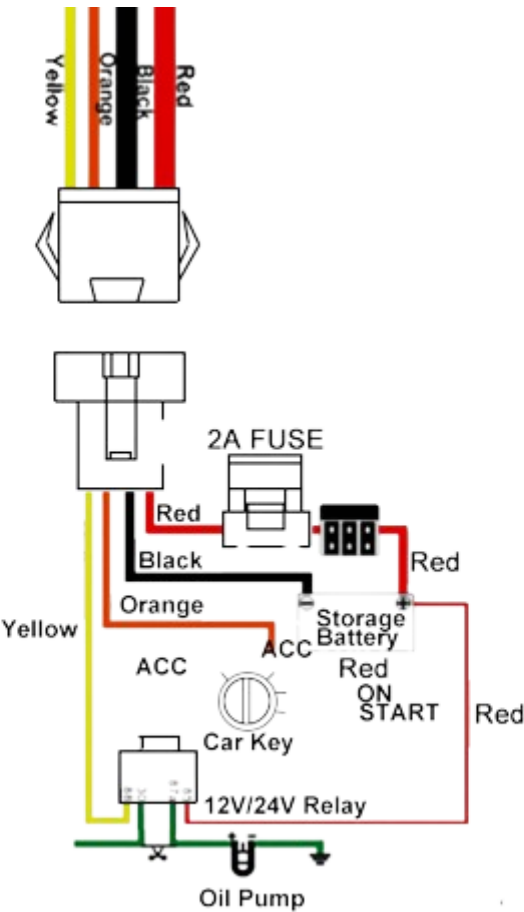 Yellow
Orange
Black
Red
2A FUSE
Red
Black
Red
Orange
Storage
Battery
Yellow
ACC
ACC
Red
ON
START
Red
Car Key
12V/24V Relay
+ -
Oil Pump